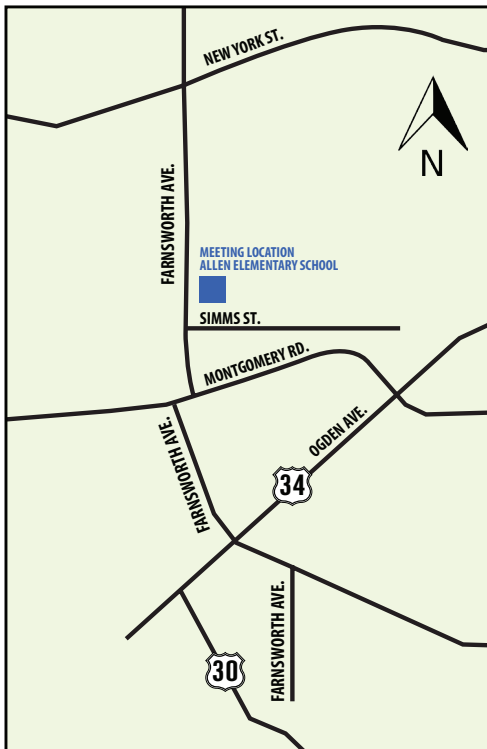 NEW YORK ST.
N
FARNSWORTH AVE.
MEETING LOCATION
ALLEN ELEMENTARY SCHOOL
SIMMS ST.
MONTGOMERY RD.
OGDEN AVE.
FARNSWORTH AVE.
34
FARNSWORTH AVE.
30